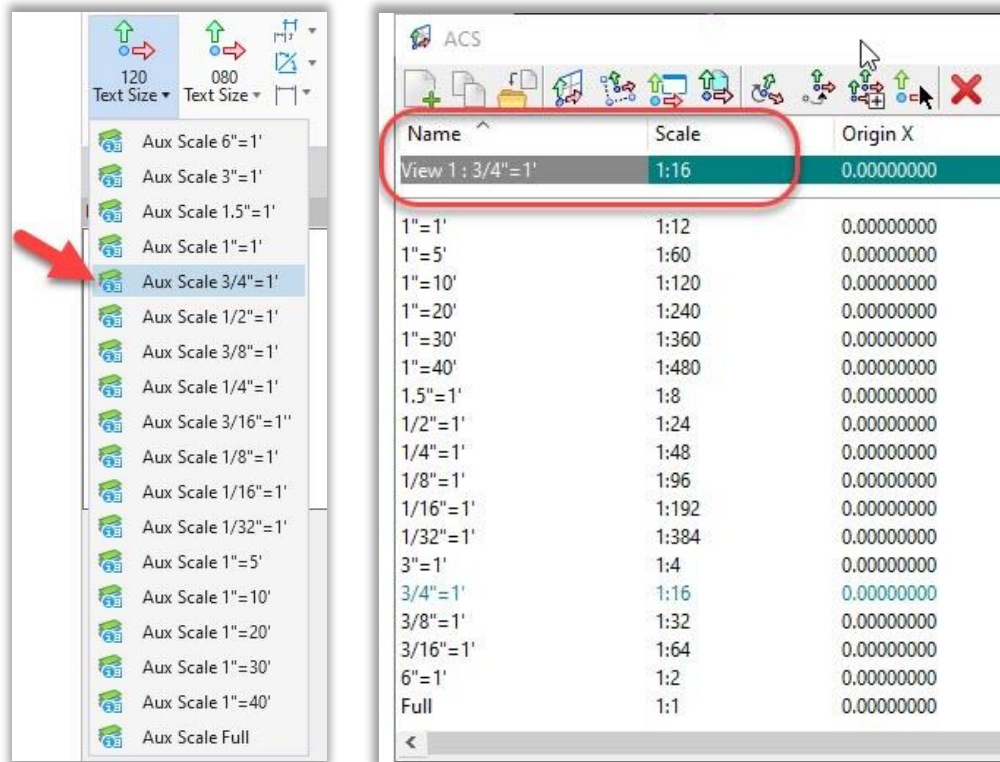 120
Text Size
080
Text Size
Aux Scale 6"=1'
Aux Scale 3"=1'
Aux Scale 1.5"=1'
Aux Scale 1"=1'
Aux Scale 3/4"=1'
Aux Scale 1/2"=1'
Aux Scale 3/8"=1'
Aux Scale 1/4"=1'
Aux Scale 3/16"=1"
Aux Scale 1/8"=1'
Aux Scale 1/16"=1'
Aux Scale 1/32"=1'
Aux Scale 1"=5'
Aux Scale 1"=10'
Aux Scale 1"=20'
Aux Scale 1"=30'
Aux Scale 1"=40'
Aux Scale Full
ACS
Name Scale Origin X
View 1 : 3/4"=1' 1:16 0.00000000
1"=1' 1:12 0.00000000
1"=5' 1:60 0.00000000
1"=10' 1:120 0.00000000
1"=20' 1:240 0.00000000
1"=30' 1:360 0.00000000
1"=40' 1:480 0.00000000
1.5"=1' 1:8 0.00000000
1/2"=1' 1:24 0.00000000
1/4"=1' 1:48 0.00000000
1/8"=1' 1:96 0.00000000
1/16"=1' 1:192 0.00000000
1/32"=1' 1:384 0.00000000
3"=1' 1:4 0.00000000
3/4"=1' 1:16 0.00000000
3/8"=1' 1:32 0.00000000
3/16"=1' 1:64 0.00000000
6"=1' 1:2 0.00000000
Full 1:1 0.00000000